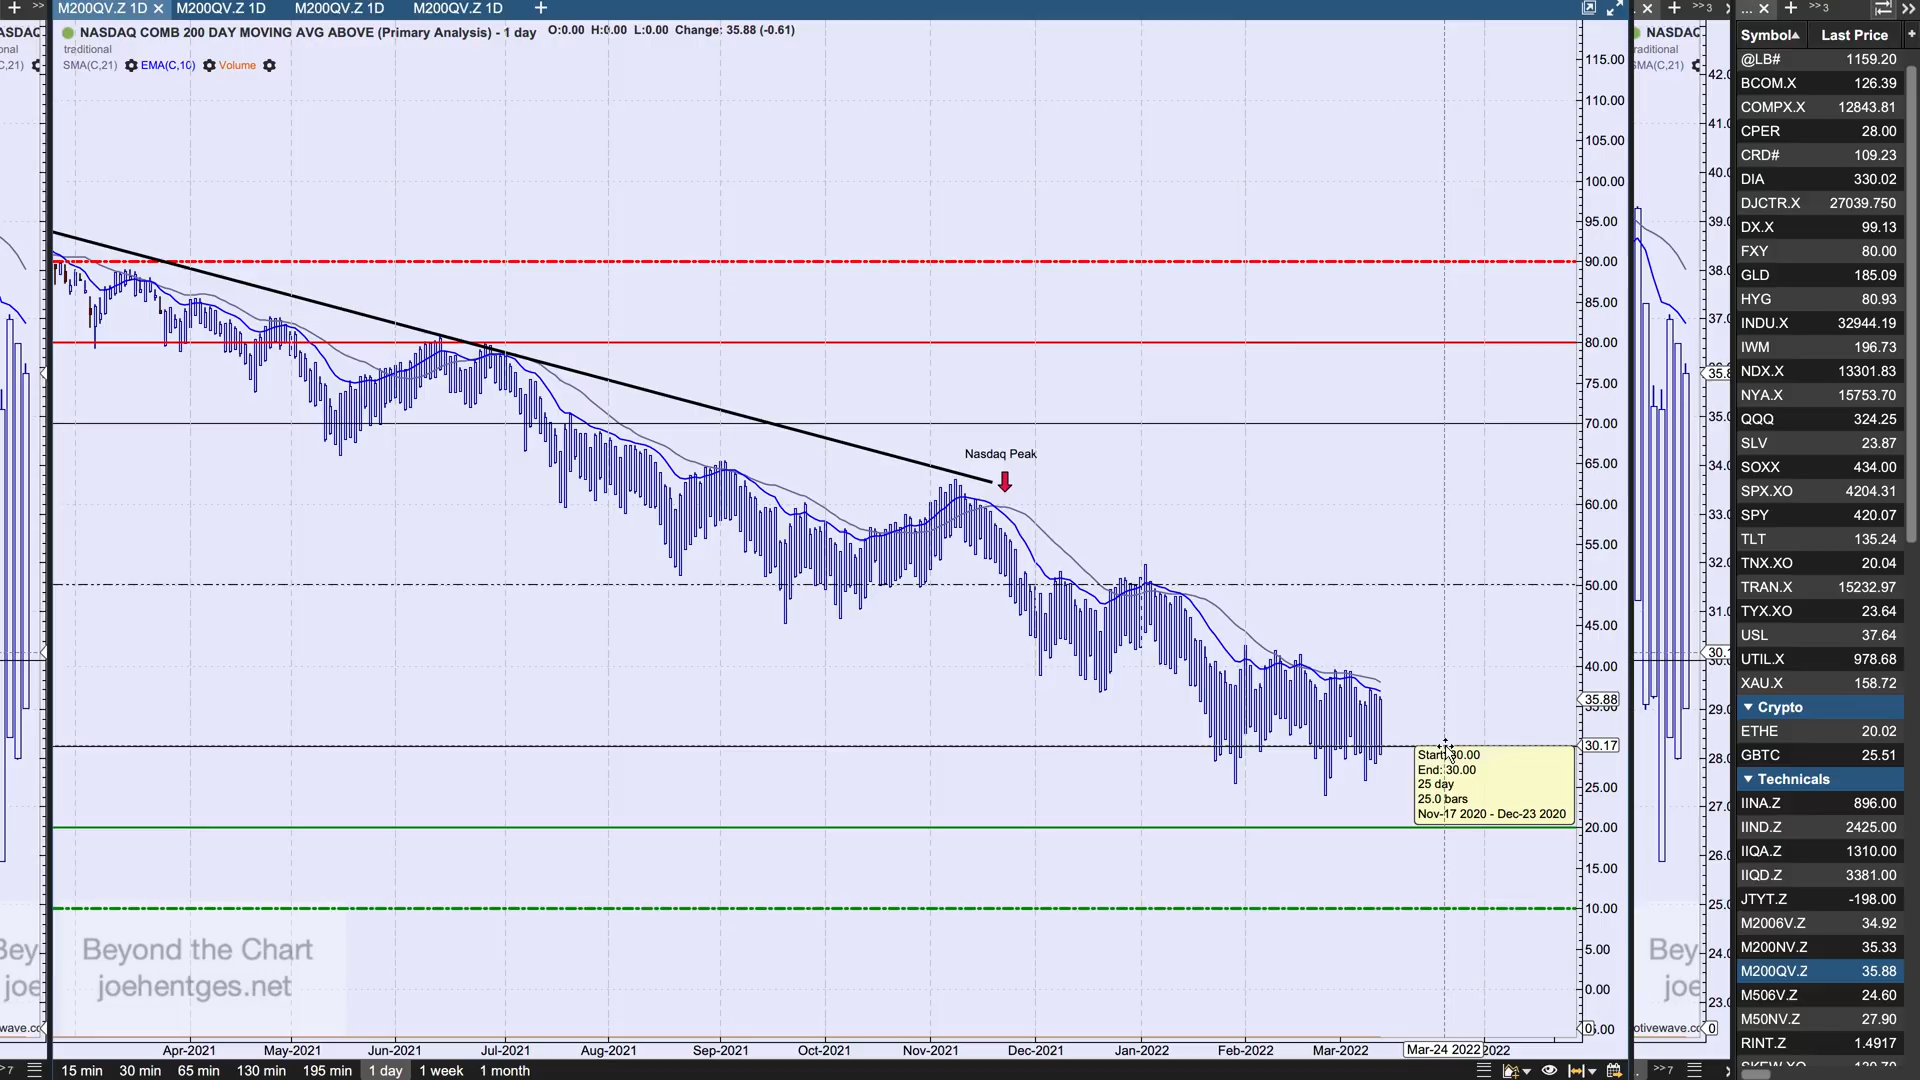 M200QV.Z 1D
M200QV.Z 1D
M200QV.Z 1D
M200QV.Z 1D
NASDAQ COMB 200 DAY MOVING AVG ABOVE (Primary Analysis) - 1 day O:0.00 H:0.00 L:0.00 Change: 35.88 (-0.61)
traditional
SMA(C,21) EMA(C,10) Volume
Nasdaq Peak
115.00
110.00
105.00
100.00
95.00
90.00
85.00
80.00
75.00
70.00
65.00
60.00
55.00
50.00
45.00
40.00
35.88
30.17
25.00
20.00
15.00
10.00
5.00
0.00
Start: 30.00
End: 30.00
25 day
25.0 bars
Nov-17 2020 - Dec-23 2020
Beyond the Chart
joehentges.net
Apr-2021 May-2021 Jun-2021 Jul-2021 Aug-2021 Sep-2021 Oct-2021 Nov-2021 Dec-2021 Jan-2022 Feb-2022 Mar-2022 Mar-24 2022
15 min 30 min 65 min 130 min 195 min 1 day 1 week 1 month
NASDAQ
SMA(C,21)
Symbol Last Price
@LB# 1159.20
BCOM.X 126.39
COMPX.X 12843.81
CPER 28.00
CRD# 109.23
DIA 330.02
DJCTR.X 27039.750
DX.X 99.13
FXY 80.00
GLD 185.09
HYG 80.93
INDU.X 32944.19
IWM 196.73
NDX.X 13301.83
NYA.X 15753.70
QQQ 324.25
SLV 23.87
SOXX 434.00
SPX.XO 4204.31
SPY 420.07
TLT 135.24
TNX.XO 20.04
TRAN.X 15232.97
TYX.XO 23.64
USL 37.64
UTIL.X 978.68
XAU.X 158.72
Crypto
ETHE 20.02
GBTC 25.51
Technicals
IINA.Z 896.00
IIND.Z 2425.00
IIQA.Z 1310.00
IIQD.Z 3381.00
JTYT.Z -198.00
M2006V.Z 34.92
M200NV.Z 35.33
M200QV.Z 35.88
M506V.Z 24.60
M50NV.Z 27.90
RINT.Z 1.4917